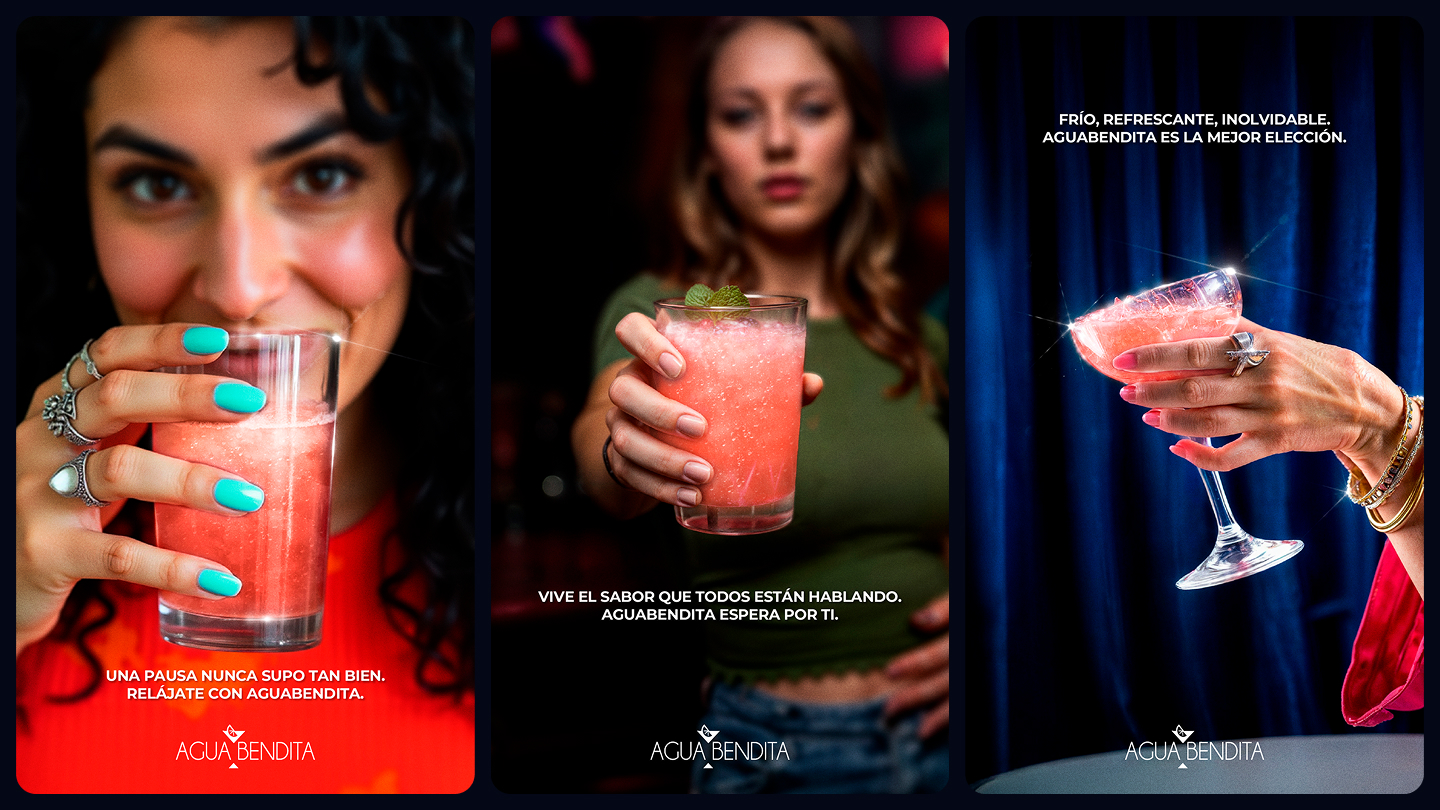 UNA PAUSA NUNCA SUPO TAN BIEN.
RELÁJATE CON AGUABENDITA.
AGUA BENDITA
VIVE EL SABOR QUE TODOS ESTÁN HABLANDO.
AGUABENDITA ESPERA POR TI.
AGUA BENDITA
FRÍO, REFRESCANTE, INOLVIDABLE.
AGUABENDITA ES LA MEJOR ELECCIÓN.
AGUA BENDITA